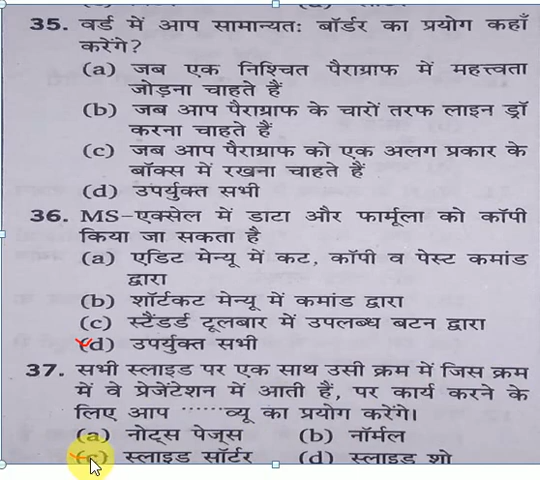 35. वर्ड में आप सामान्यतः बॉर्डर का प्रयोग कहाँ
करेंगे?
(a) जब एक निश्चित पैराग्राफ में महत्त्वता
जोड़ना चाहते हैं
(b) जब आप पैराग्राफ के चारों तरफ लाइन ड्रॉ
करना चाहते हैं
(c) जब आप पैराग्राफ को एक अलग प्रकार के
बॉक्स में रखना चाहते हैं
(d) उपर्युक्त सभी
36. MS-एक्सेल में डाटा और फार्मूला को कॉपी
किया जा सकता है
(a) एडिट मेन्यू में कट, कॉपी व पेस्ट कमांड
द्वारा
(b) शॉर्टकट मेन्यू में कमांड द्वारा
(c) स्टैंडर्ड टूलबार में उपलब्ध बटन द्वारा
(d) उपर्युक्त सभी
37. सभी स्लाइड पर एक साथ उसी क्रम में जिस क्रम
में वे प्रेजेंटेशन में आती हैं, पर कार्य करने के
लिए आप ...... व्यू का प्रयोग करेंगे।
(a) नोट्स पेज्स (b) नॉर्मल
(c) स्लाइड सॉर्टर (d) स्लाइड शो